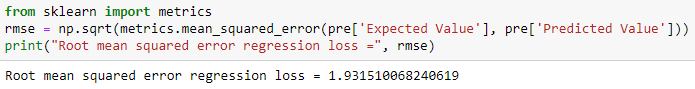 from sklearn import metrics
rmse = np.sqrt(metrics.mean_squared_error(pre['Expected Value'], pre['Predicted Value']))
print("Root mean squared error regression loss =", rmse)
Root mean squared error regression loss = 1.931510068240619